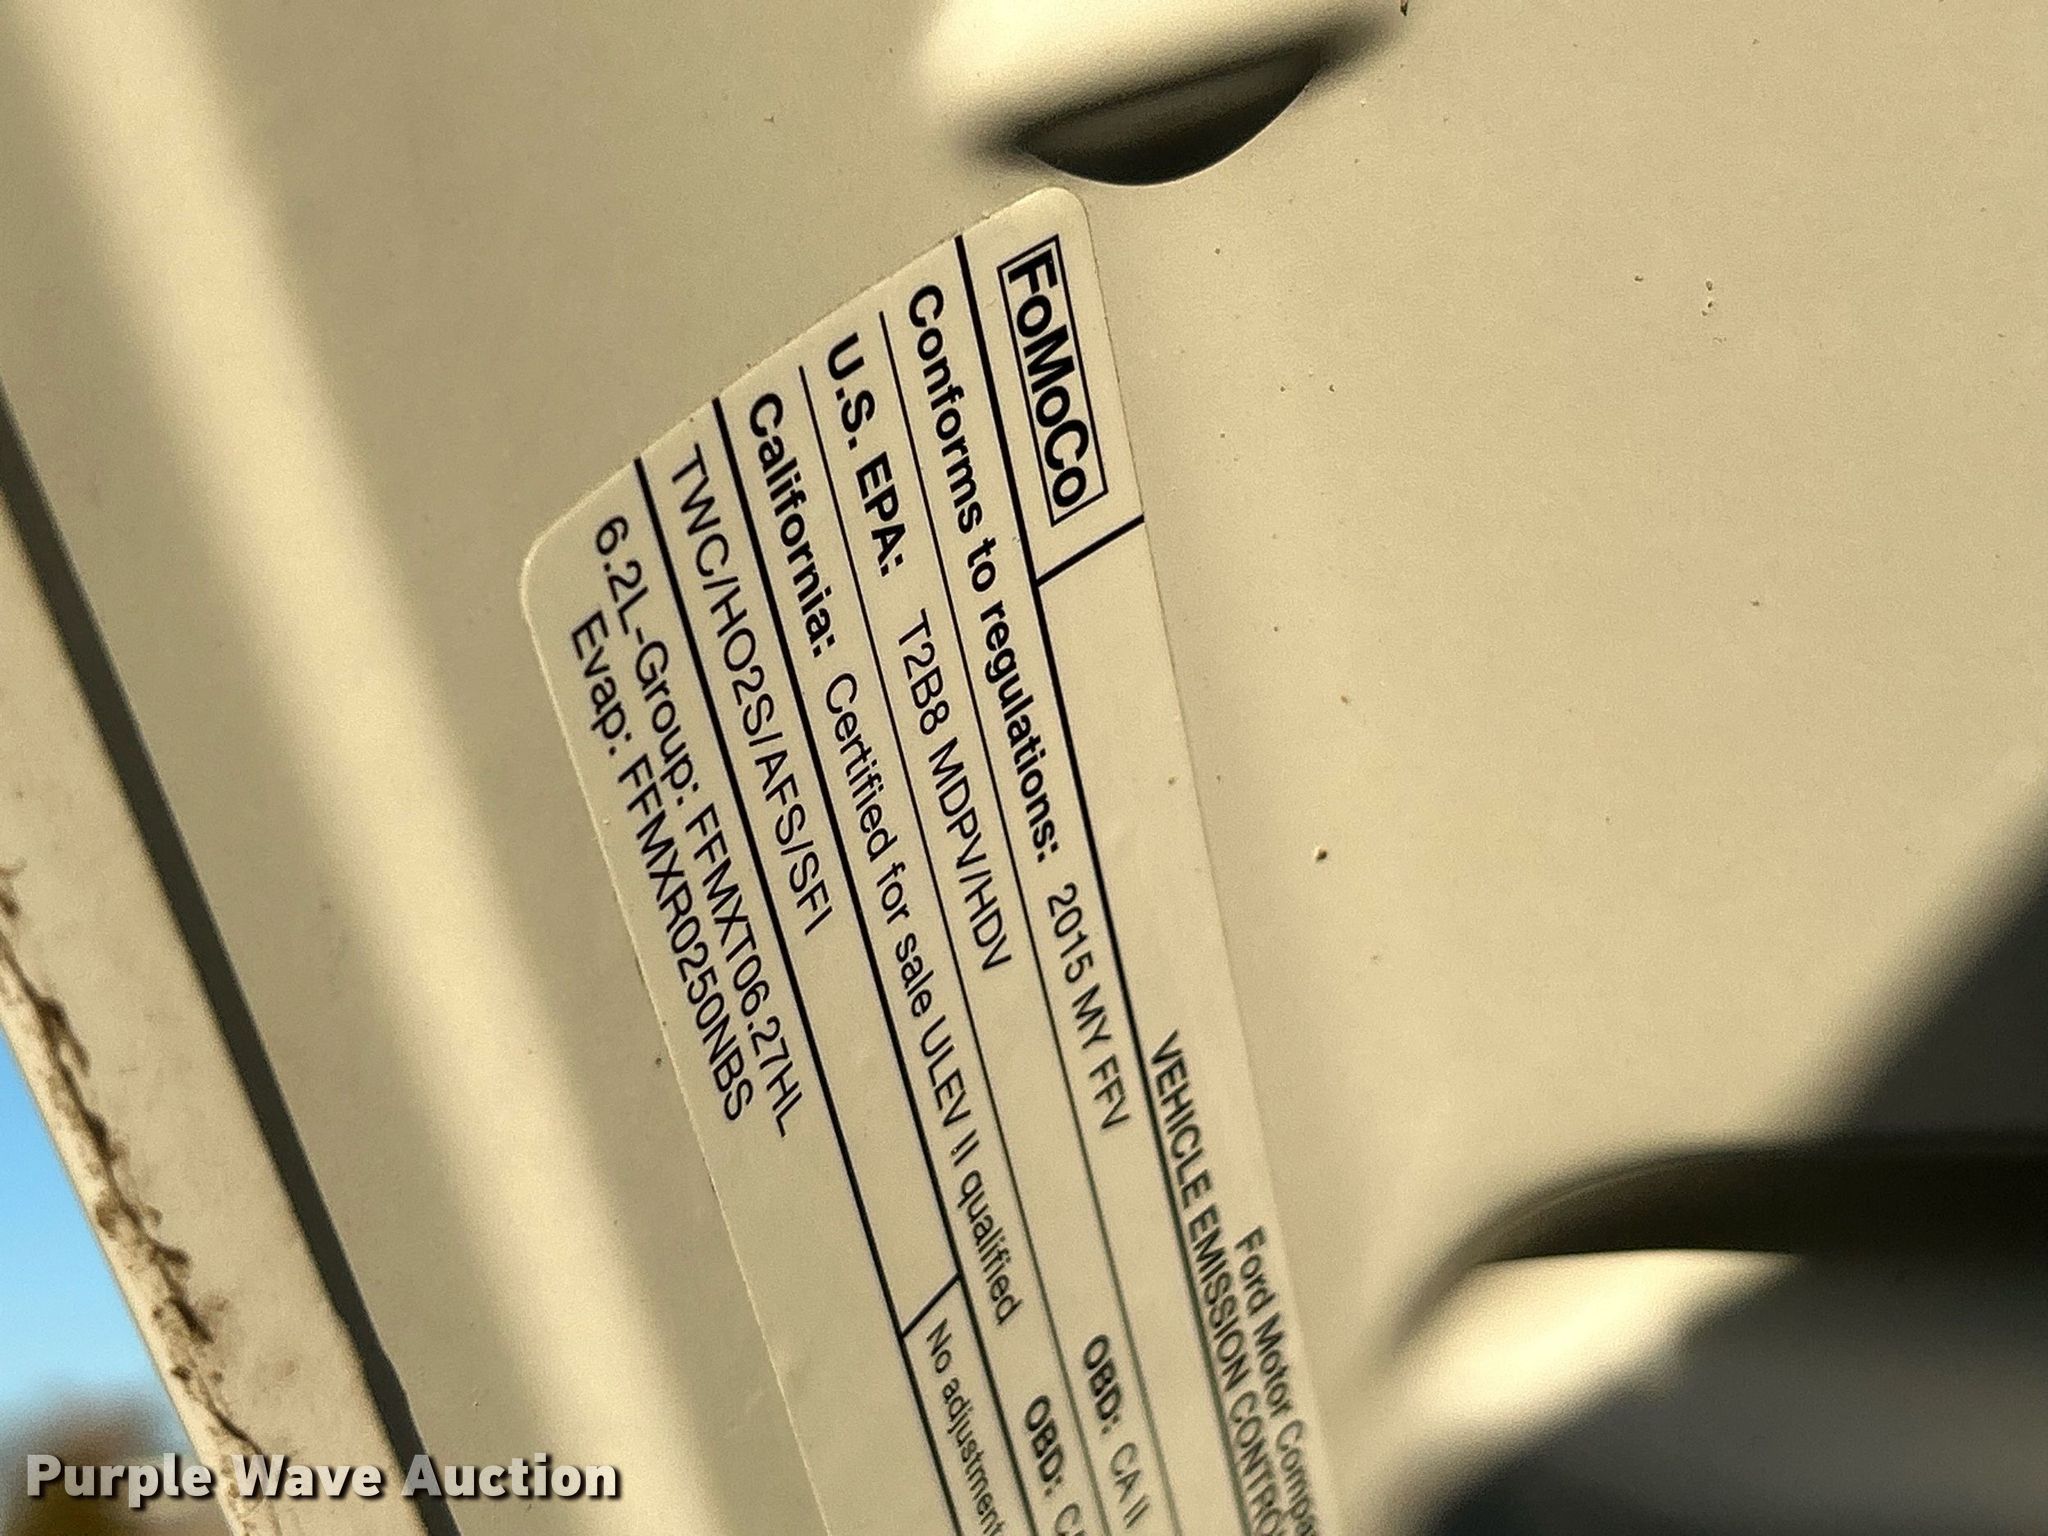 FoMoCo
Ford Motor
VEHICLE EMISSION CONTROL
Conforms to regulations: 2015 MY FFV
U.S. EPA: T2B8 MDPV/HDV OBD: CA II
California: Certified for sale ULEV II qualified OBD:
TWC/HO2S/AFS/SFI No adjustment
6.2L-Group: FFMXT06.27HL
Evap: FFMXR0250NBS
Purple Wave Auction